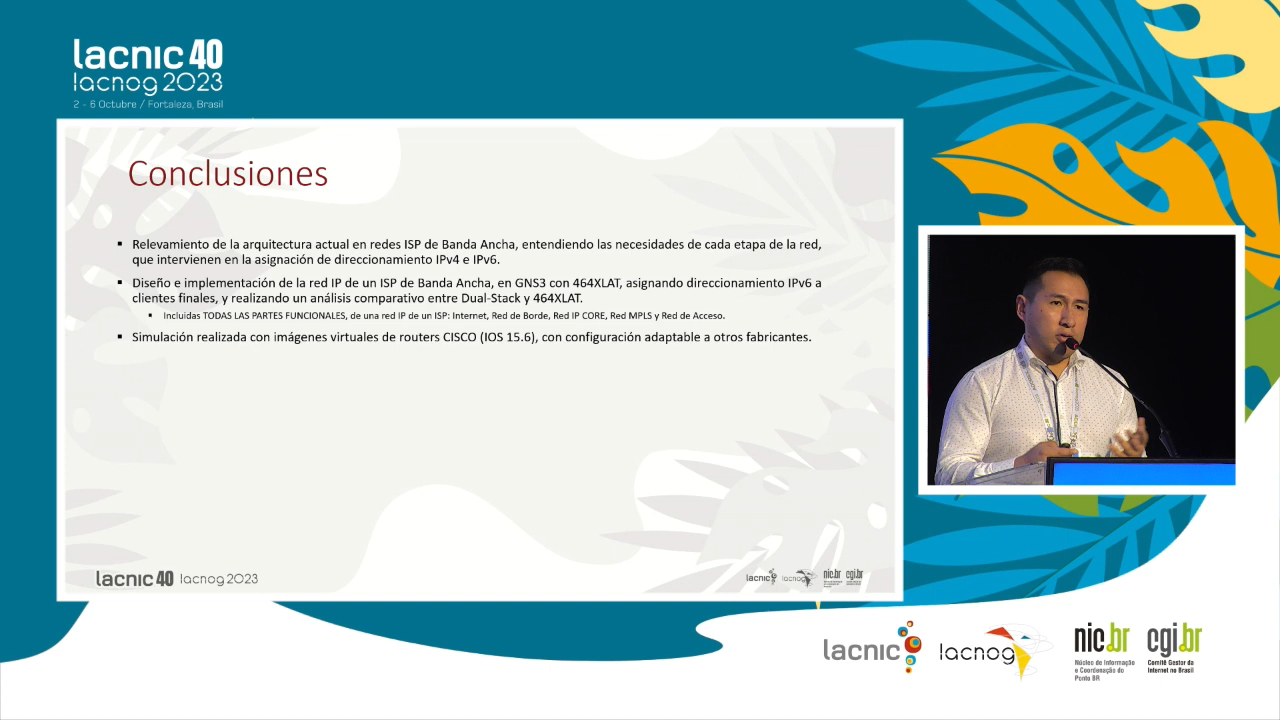 lacnic 40
lacnog 2023
2 - 6 Octubre / Fortaleza, Brasil
Conclusiones
▪ Relevamiento de la arquitectura actual en redes ISP de Banda Ancha, entendiendo las necesidades de cada etapa de la red,
que intervienen en la asignación de direccionamiento IPv4 e IPv6.
▪ Diseño e implementación de la red IP de un ISP de Banda Ancha, en GNS3 con 464XLAT, asignando direccionamiento IPv6 a
clientes finales, y realizando un análisis comparativo entre Dual-Stack y 464XLAT.
▪ Incluidas TODAS LAS PARTES FUNCIONALES, de una red IP de un ISP: Internet, Red de Borde, Red IP CORE, Red MPLS y Red de Acceso.
▪ Simulación realizada con imágenes virtuales de routers CISCO (IOS 15.6), con configuración adaptable a otros fabricantes.
lacnic 40 lacnog 2023
lacnic lacnog nic.br cgi.br
lacnic lacnog nic.br cgi.br
Núcleo de Informação
e Coordenação do
Ponto BR
Comitê Gestor da
Internet no Brasil